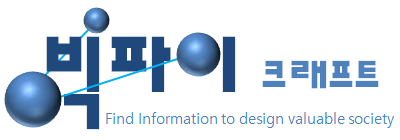 빅파이 크래프트
Find Information to design valuable society